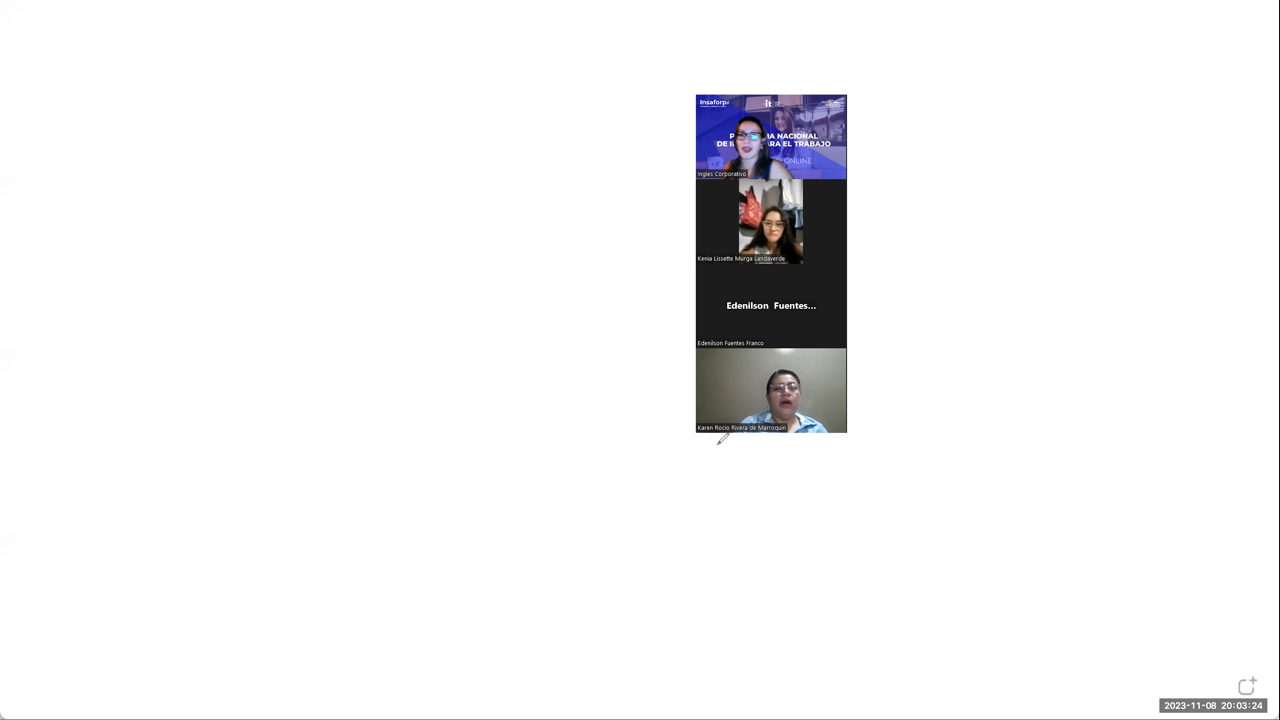 Insaforp
it
NACIONAL
ARA EL TRABAJO
ONLINE
Ingles Corporativo
Kenia Lissette Murga Landaverde
Edenilson Fuentes...
Edenilson Fuentes Franco
Karen Rocio Rivera de Marroquin
2023-11-08 20:03:24